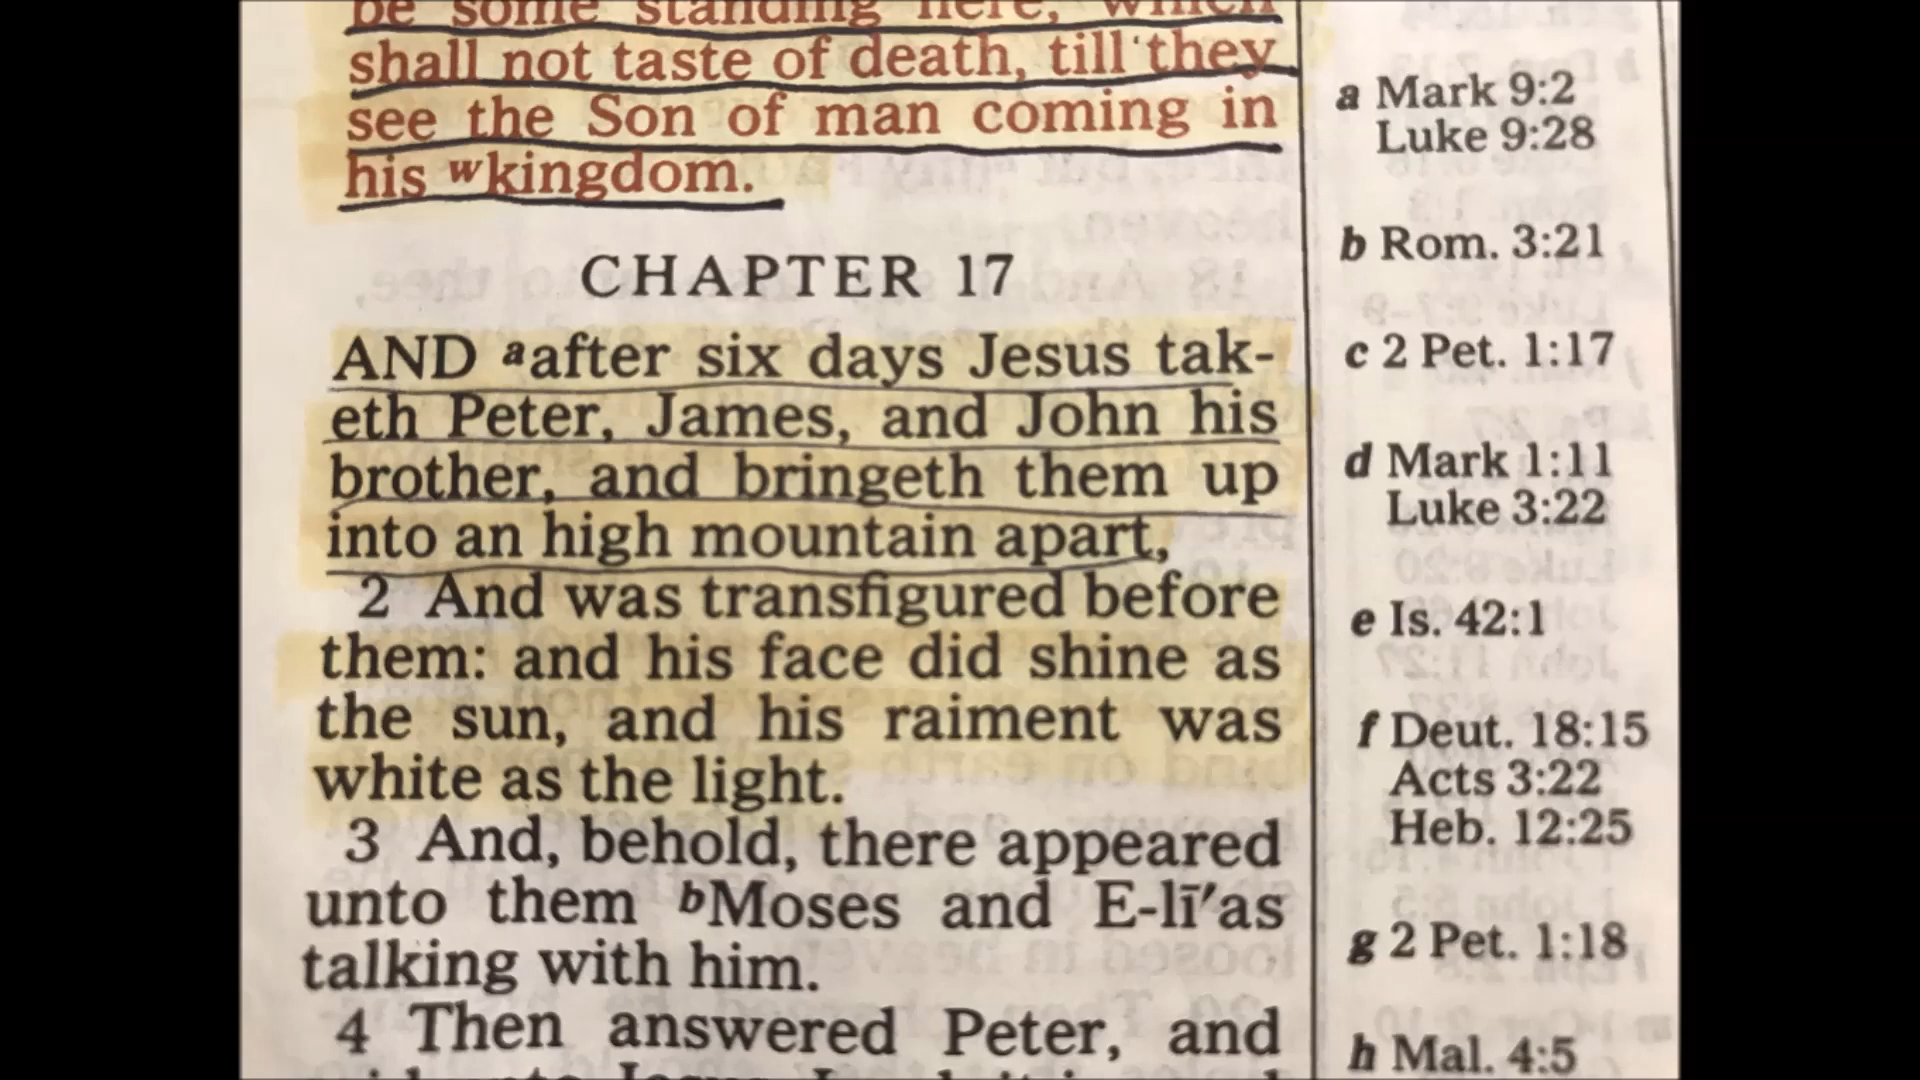 be some standing here, which
shall not taste of death, till they
see the Son of man coming in
his wkingdom.
CHAPTER 17
AND aafter six days Jesus tak-
eth Peter, James, and John his
brother, and bringeth them up
into an high mountain apart,
2 And was transfigured before
them: and his face did shine as
the sun, and his raiment was
white as the light.
3 And, behold, there appeared
unto them bMoses and E-lī′as
talking with him.
4 Then answered Peter, and
a Mark 9:2
Luke 9:28
b Rom. 3:21
c 2 Pet. 1:17
d Mark 1:11
Luke 3:22
e Is. 42:1
f Deut. 18:15
Acts 3:22
Heb. 12:25
g 2 Pet. 1:18
h Mal. 4:5